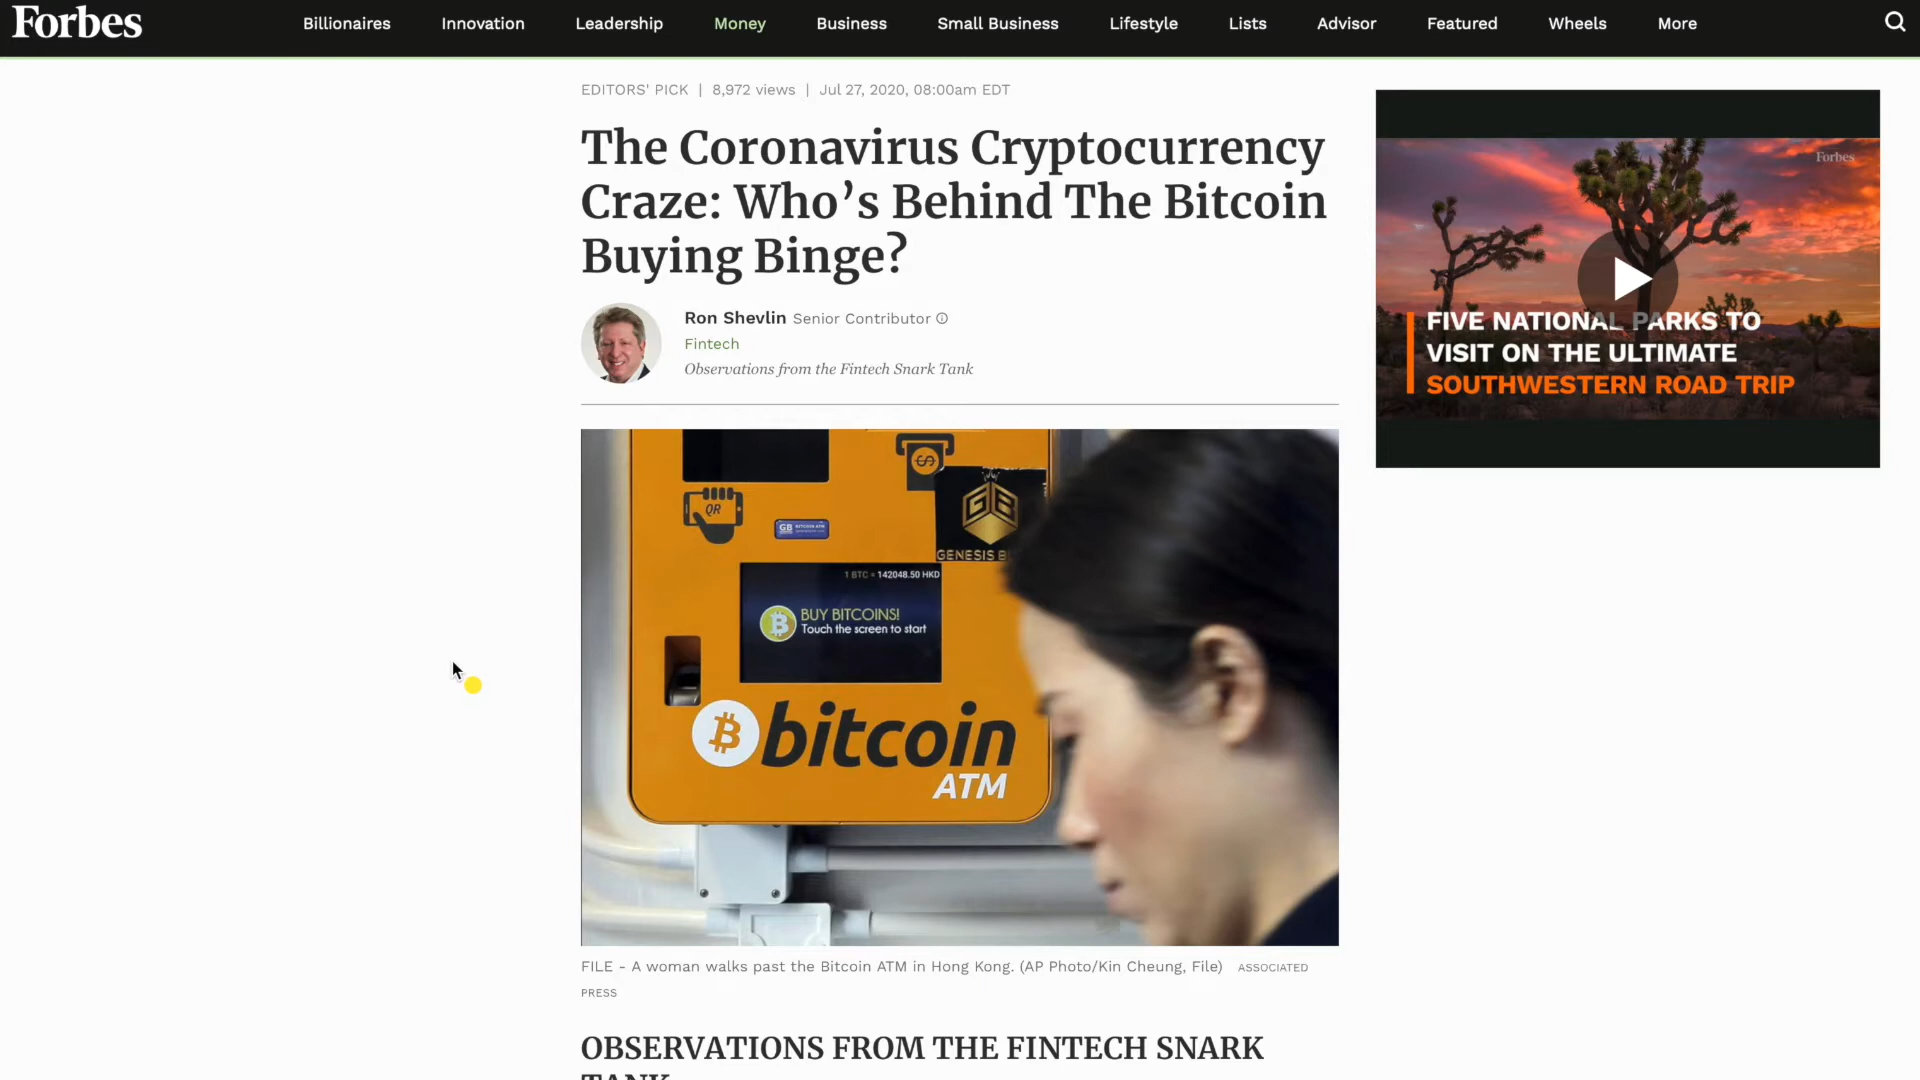 Forbes
Billionaires Innovation Leadership Money Business Small Business Lifestyle Lists Advisor Featured Wheels More
EDITORS' PICK | 8,972 views | Jul 27, 2020, 08:00am EDT
The Coronavirus Cryptocurrency
Craze: Who’s Behind The Bitcoin
Buying Binge?
Ron Shevlin Senior Contributor
Fintech
Observations from the Fintech Snark Tank
Forbes
FIVE NATIONAL PARKS TO
VISIT ON THE ULTIMATE
SOUTHWESTERN ROAD TRIP
QR
GB BITCOIN ATM
GENESIS B
1 BTC = 142048.50 HKD
BUY BITCOINS!
Touch the screen to start
bitcoin
ATM
FILE - A woman walks past the Bitcoin ATM in Hong Kong. (AP Photo/Kin Cheung, File) ASSOCIATED
PRESS
OBSERVATIONS FROM THE FINTECH SNARK
TANK